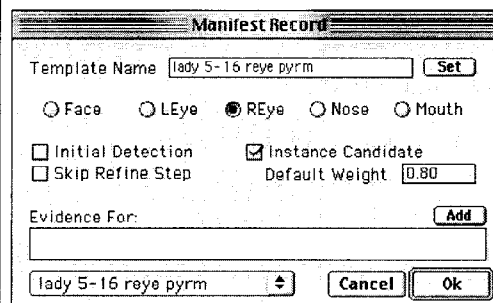 Manifest Record
Template Name lady 5-16 reye pyrm Set
Face LEye REye Nose Mouth
Initial Detection Instance Candidate
Skip Refine Step Default Weight 0.80
Evidence For: Add
lady 5-16 reye pyrm Cancel Ok